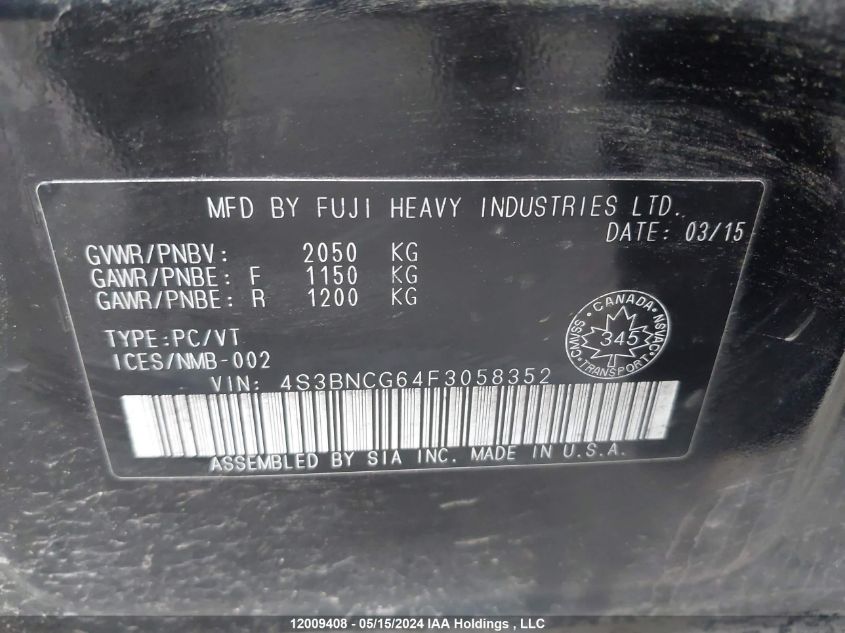 MFD BY FUJI HEAVY INDUSTRIES LTD.
DATE: 03/15
GVWR/PNBV: 2050 KG
GAWR/PNBE: F 1150 KG
GAWR/PNBE: R 1200 KG
TYPE:PC/VT
ICES/NMB-002
CANADA
CMVSS 345 NSVAC
TRANSPORT
VIN: 4S3BNCG64F3058352
ASSEMBLED BY SIA INC. MADE IN U.S.A.
12009408 - 05/15/2024 IAA Holdings , LLC